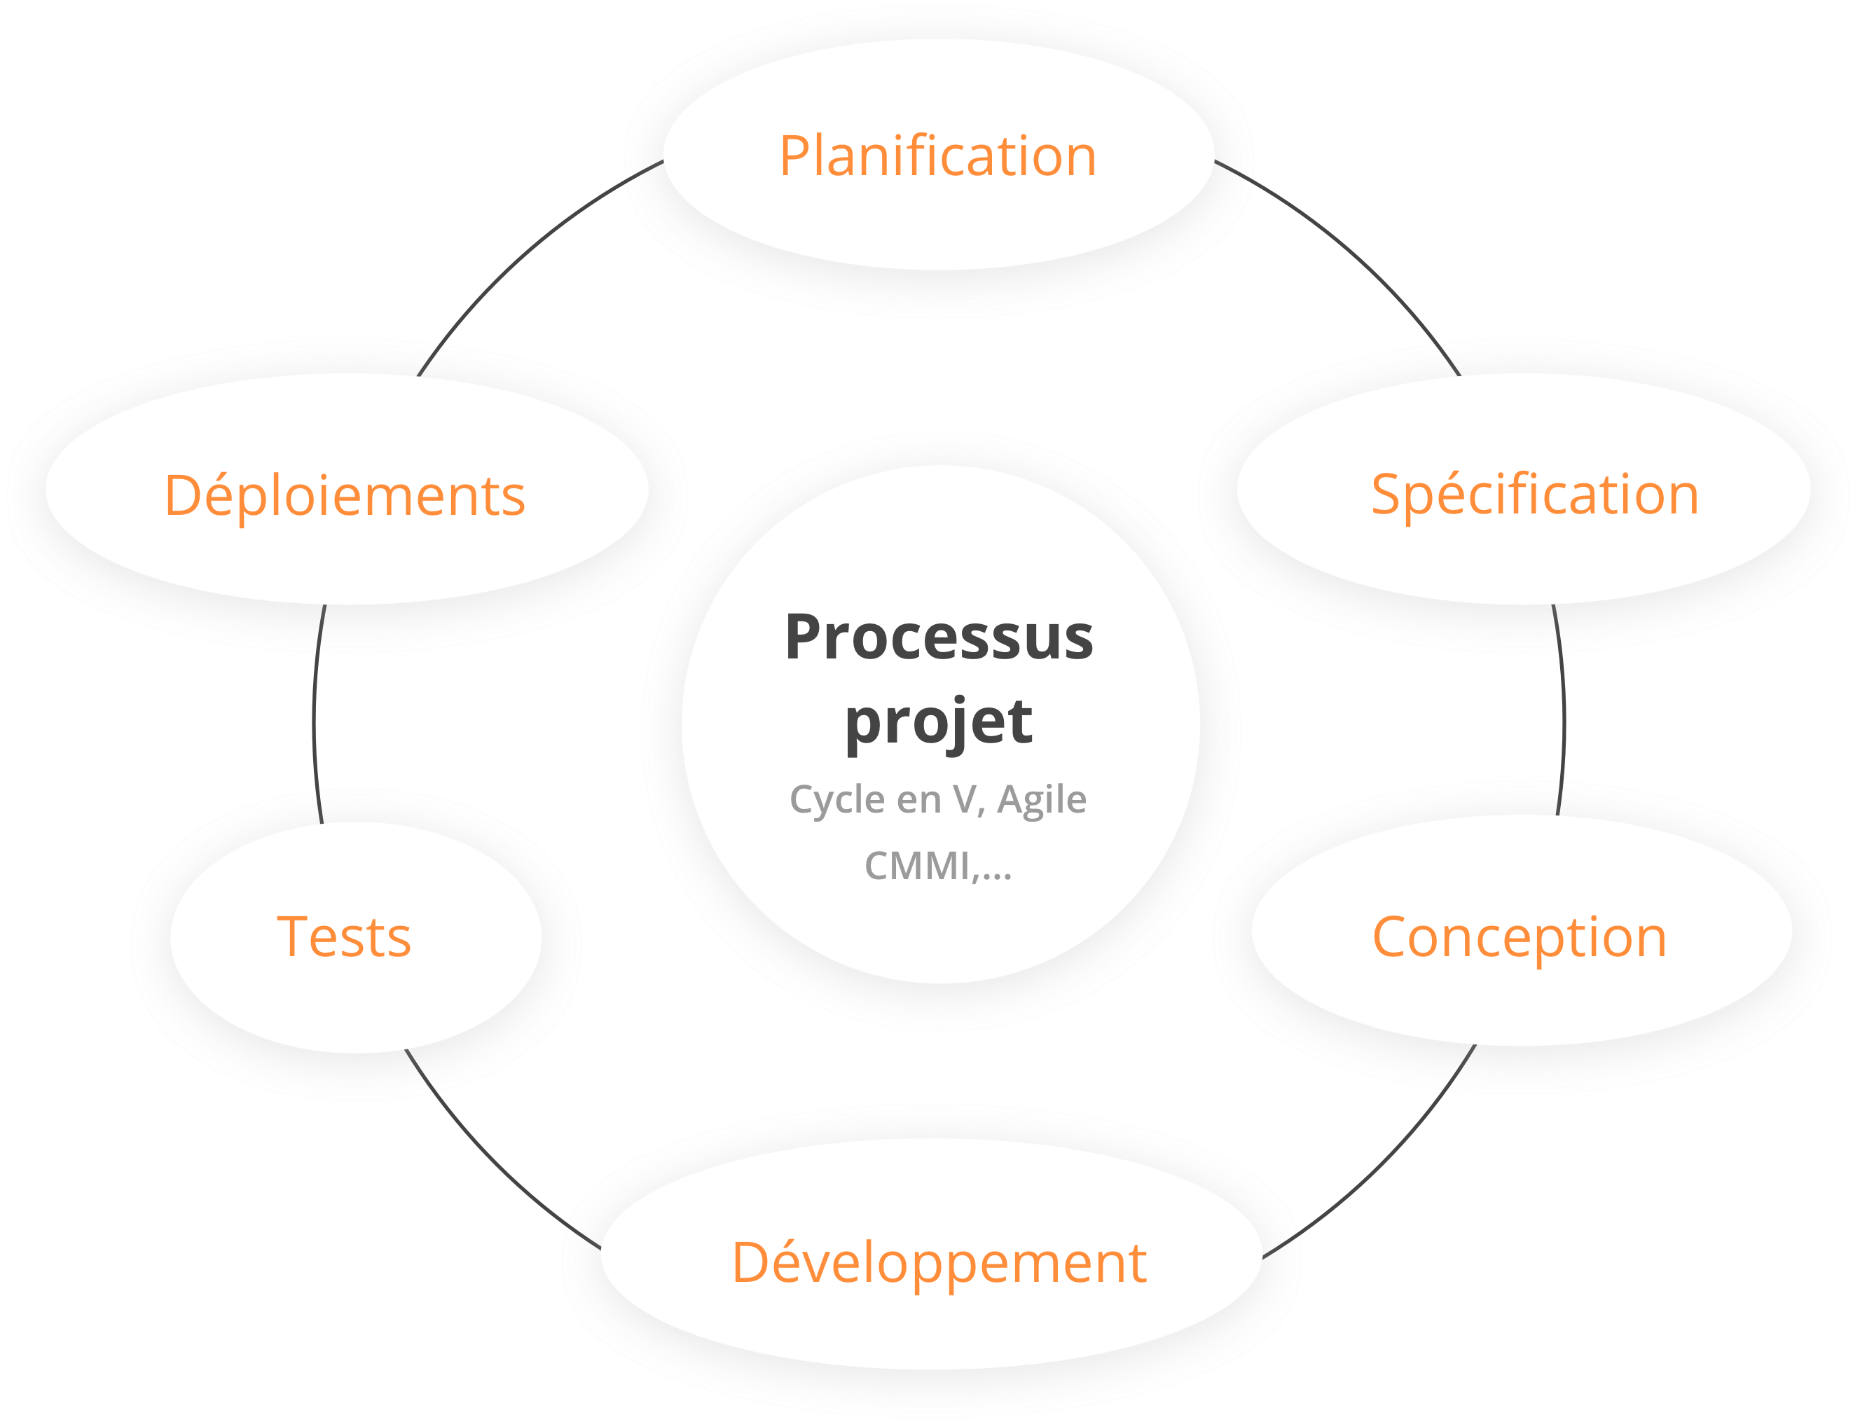 Planification
Déploiements
Spécification
Processus
projet
Cycle en V, Agile
CMMI,...
Tests
Conception
Développement